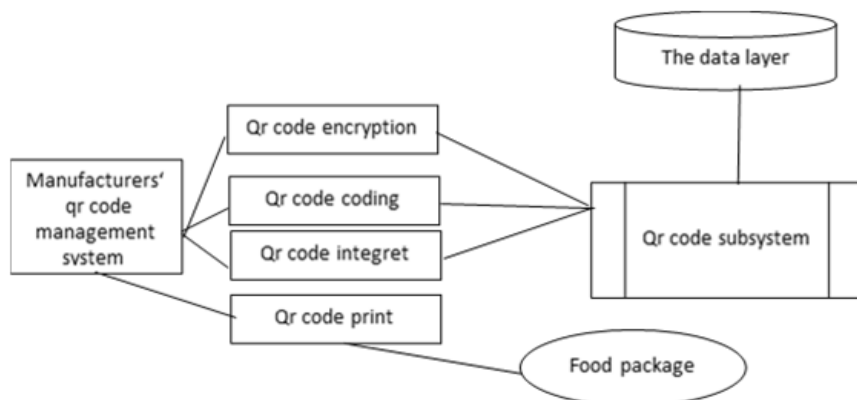 The data layer
Qr code encryption
Manufacturers‘
qr code
management
system
Qr code coding
Qr code subsystem
Qr code integret
Qr code print
Food package